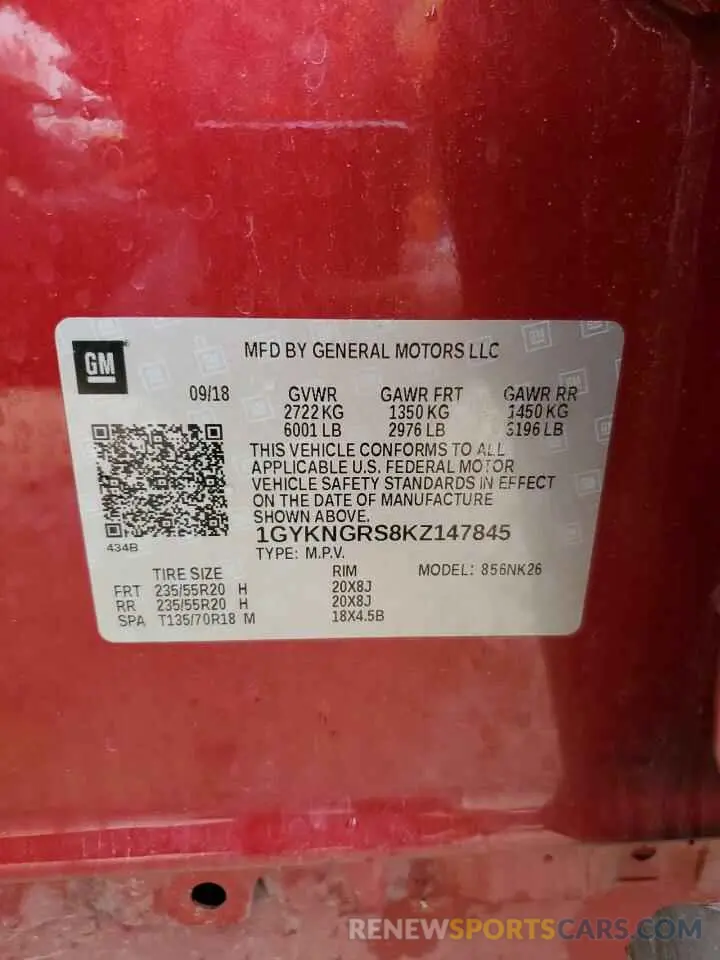 GM
MFD BY GENERAL MOTORS LLC
09/18 GVWR GAWR FRT GAWR RR
2722 KG 1350 KG 1450 KG
6001 LB 2976 LB 3196 LB
THIS VEHICLE CONFORMS TO ALL
APPLICABLE U.S. FEDERAL MOTOR
VEHICLE SAFETY STANDARDS IN EFFECT
ON THE DATE OF MANUFACTURE
SHOWN ABOVE.
1GYKNGRS8KZ147845
434B
TYPE: M.P.V.
TIRE SIZE RIM MODEL: 856NK26
FRT 235/55R20 H 20X8J
RR 235/55R20 H 20X8J
SPA T135/70R18 M 18X4.5B
RENEWSPORTSCARS.COM